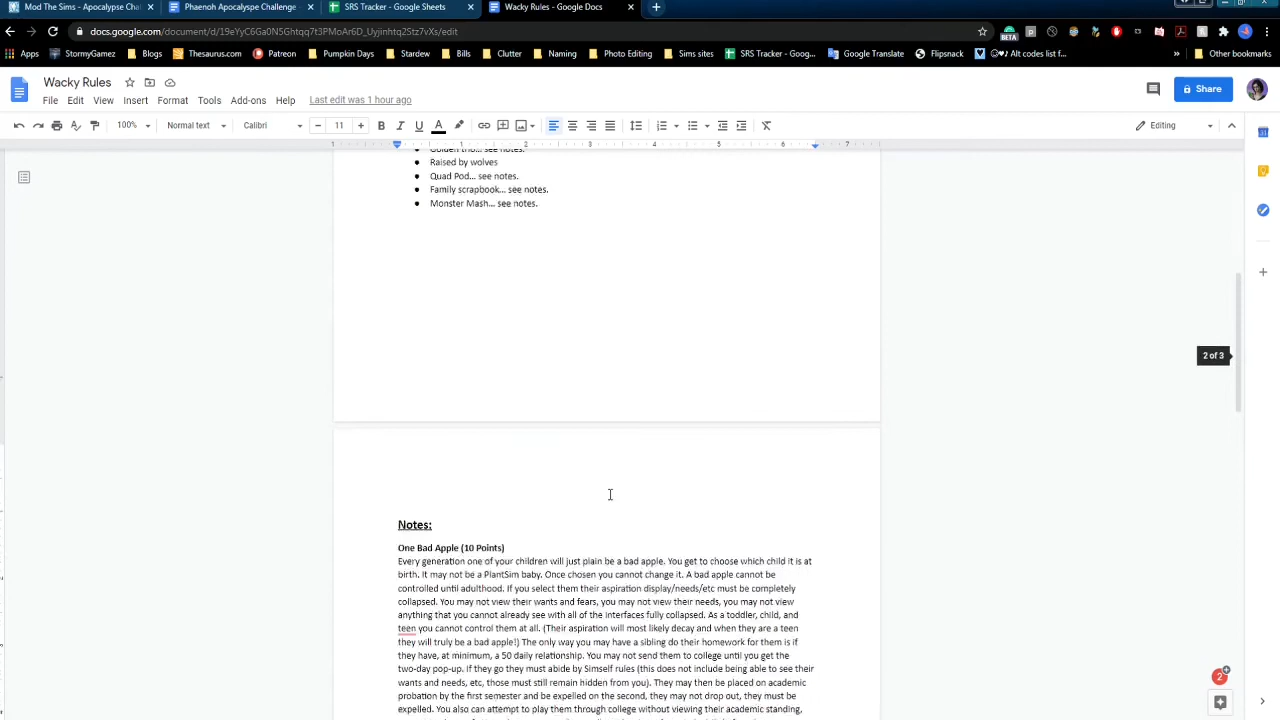 Mod The Sims - Apocalypse Cha
Phaenoh Apocalypse Challenge
SRS Tracker - Google Sheets
Wacky Rules - Google Docs
docs.google.com/document/d/19eYyC6Ga0N5Ghtqq7t3PMoAr6D_Uyjinhtq2Stz7vXs/edit
BETA
Apps
StormyGamez
Blogs
Thesaurus.com
Patreon
Pumpkin Days
Stardew
Bills
Clutter
Naming
Photo Editing
Sims sites
SRS Tracker - Goog...
Google Translate
Flipsnack
☺♥♪ Alt codes list f...
»
Other bookmarks
Wacky Rules
File Edit View Insert Format Tools Add-ons Help Last edit was 1 hour ago
Share
100% Normal text Calibri - 11 + B I U A
Editing
1 1 2 3 4 5 6 7
Golden trio... see notes.
● Raised by wolves
● Quad Pod... see notes.
● Family scrapbook... see notes.
● Monster Mash... see notes.
2 of 3
Notes:
One Bad Apple (10 Points)
Every generation one of your children will just plain be a bad apple. You get to choose which child it is at
birth. It may not be a PlantSim baby. Once chosen you cannot change it. A bad apple cannot be
controlled until adulthood. If you select them their aspiration display/needs/etc must be completely
collapsed. You may not view their wants and fears, you may not view their needs, you may not view
anything that you cannot already see with all of the interfaces fully collapsed. As a toddler, child, and
teen you cannot control them at all. (Their aspiration will most likely decay and when they are a teen
they will truly be a bad apple!) The only way you may have a sibling do their homework for them is if
they have, at minimum, a 50 daily relationship. You may not send them to college until you get the
two-day pop-up. If they go they must abide by Simself rules (this does not include being able to see their
wants and needs, etc, those must still remain hidden from you). They may then be placed on academic
probation by the first semester and be expelled on the second, they may not drop out, they must be
expelled. You also can attempt to play them through college without viewing their academic standing,
2